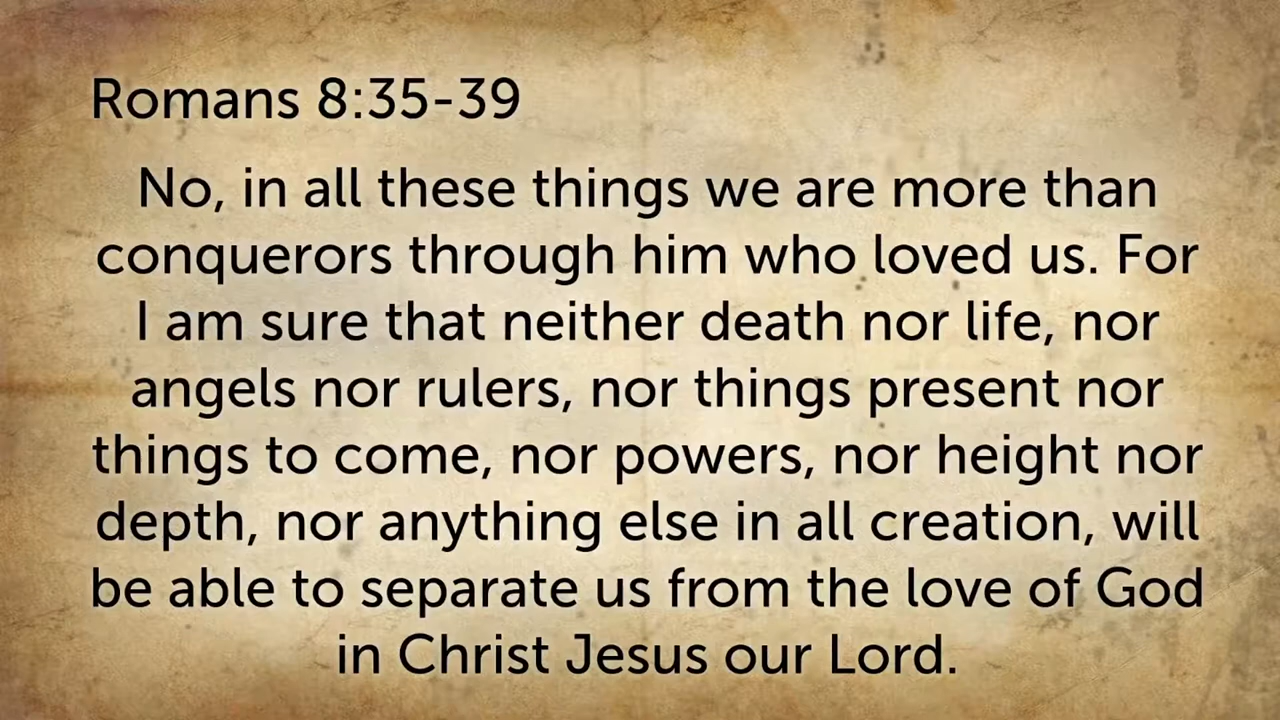 Romans 8:35-39
No, in all these things we are more than
conquerors through him who loved us. For
I am sure that neither death nor life, nor
angels nor rulers, nor things present nor
things to come, nor powers, nor height nor
depth, nor anything else in all creation, will
be able to separate us from the love of God
in Christ Jesus our Lord.